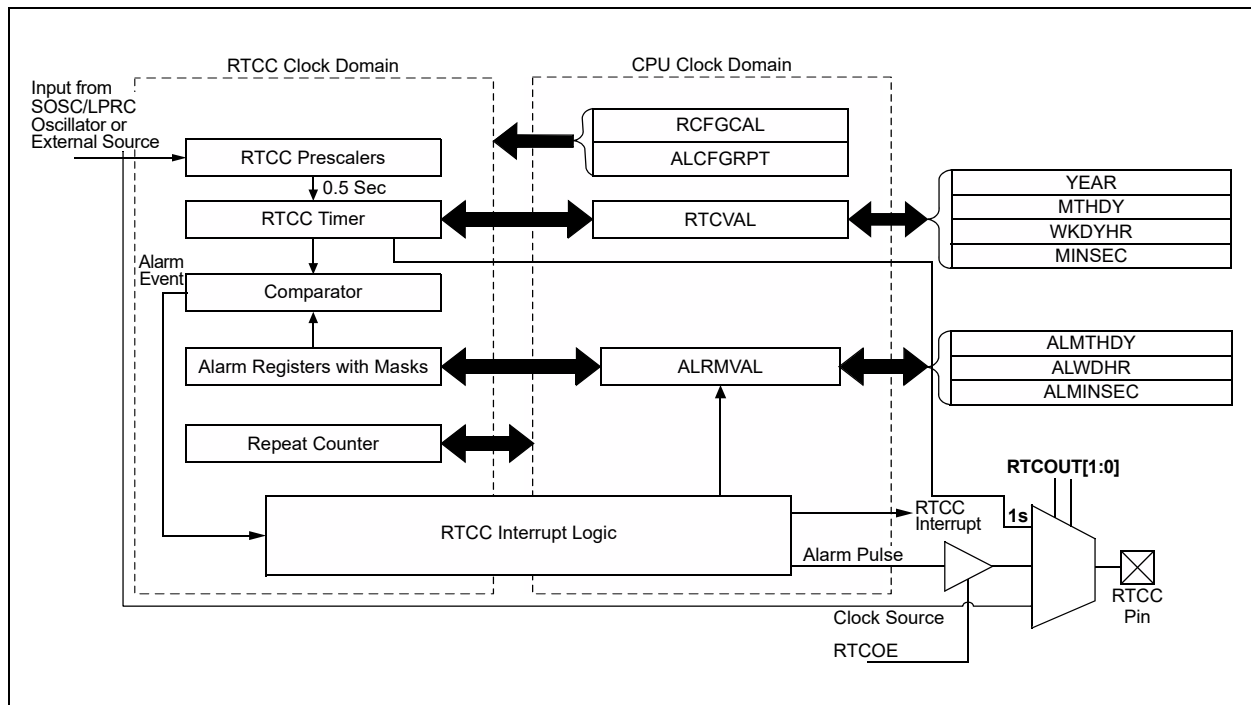 RTCC Clock Domain
CPU Clock Domain
Input from
SOSC/LPRC
Oscillator or
External Source
RCFGCAL
ALCFGRPT
RTCC Prescalers
0.5 Sec
RTCC Timer
RTCVAL
YEAR
MTHDY
WKDYHR
MINSEC
Alarm
Event
Comparator
Alarm Registers with Masks
ALRMVAL
ALMTHDY
ALWDHR
ALMINSEC
Repeat Counter
RTCOUT[1:0]
RTCC Interrupt Logic
RTCC
Interrupt
1s
Alarm Pulse
RTCC
Pin
Clock Source
RTCOE